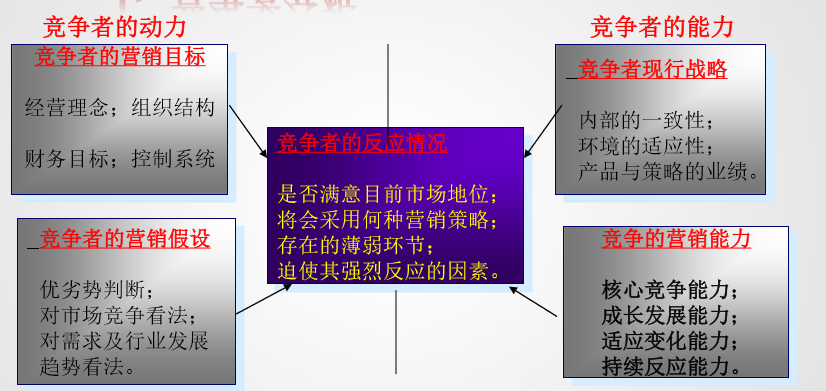 竞争者的动力
竞争者的营销目标
经营理念；组织结构
财务目标；控制系统
竞争者的营销假设
优劣势判断；
对市场竞争看法；
对需求及行业发展
趋势看法。
竞争者的反应情况
是否满意目前市场地位；
将会采用何种营销策略；
存在的薄弱环节；
迫使其强烈反应的因素。
竞争者的能力
竞争者现行战略
内部的一致性；
环境的适应性；
产品与策略的业绩。
竞争的营销能力
核心竞争能力；
成长发展能力；
适应变化能力；
持续反应能力。